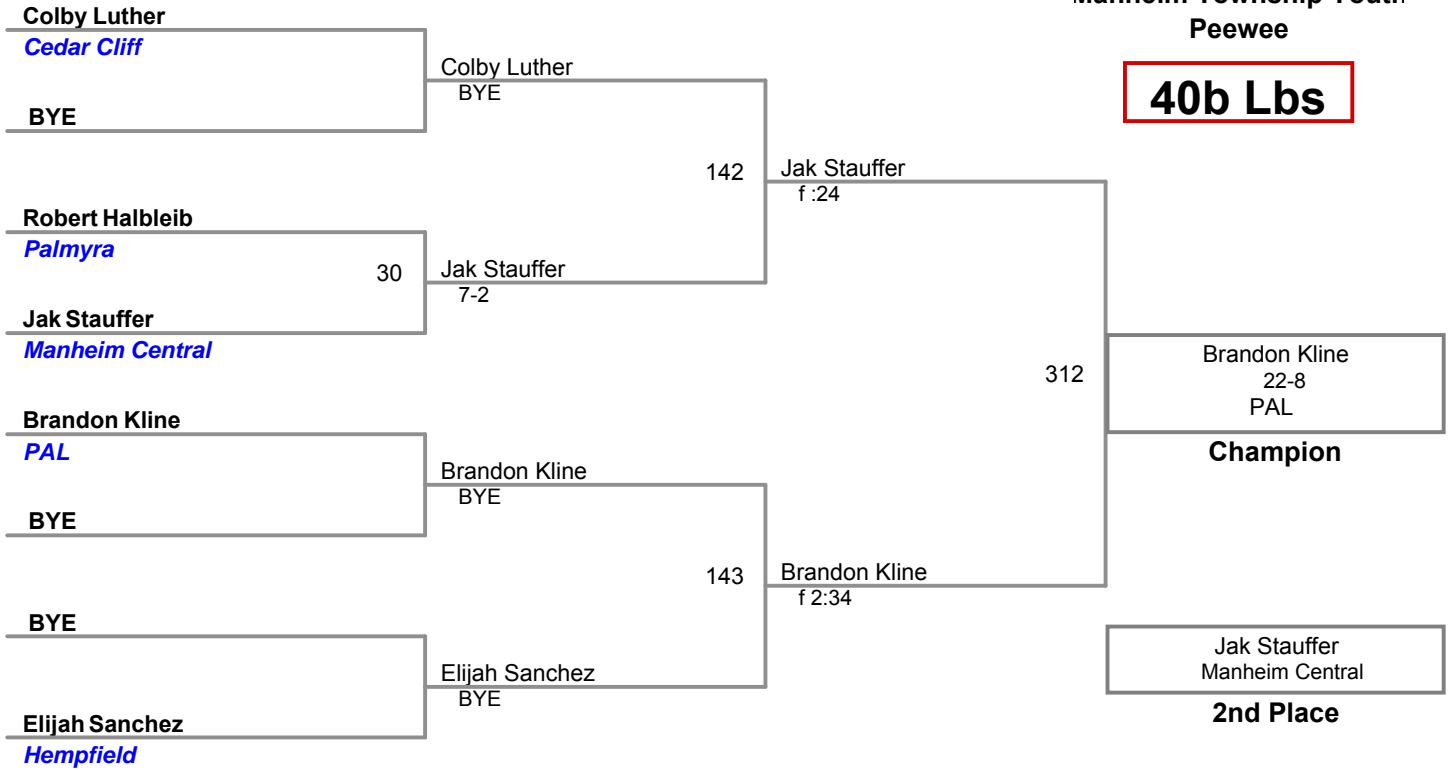 Peewee
40b Lbs
Colby Luther
Cedar Cliff
BYE
Robert Halbleib
Palmyra
30
Jak Stauffer
Manheim Central
Brandon Kline
PAL
BYE
BYE
Elijah Sanchez
Hempfield
Colby Luther
BYE
142
Jak Stauffer
7-2
Brandon Kline
BYE
143
Elijah Sanchez
BYE
Jak Stauffer
f :24
312
Brandon Kline
f 2:34
Brandon Kline
22-8
PAL
Champion
Jak Stauffer
Manheim Central
2nd Place